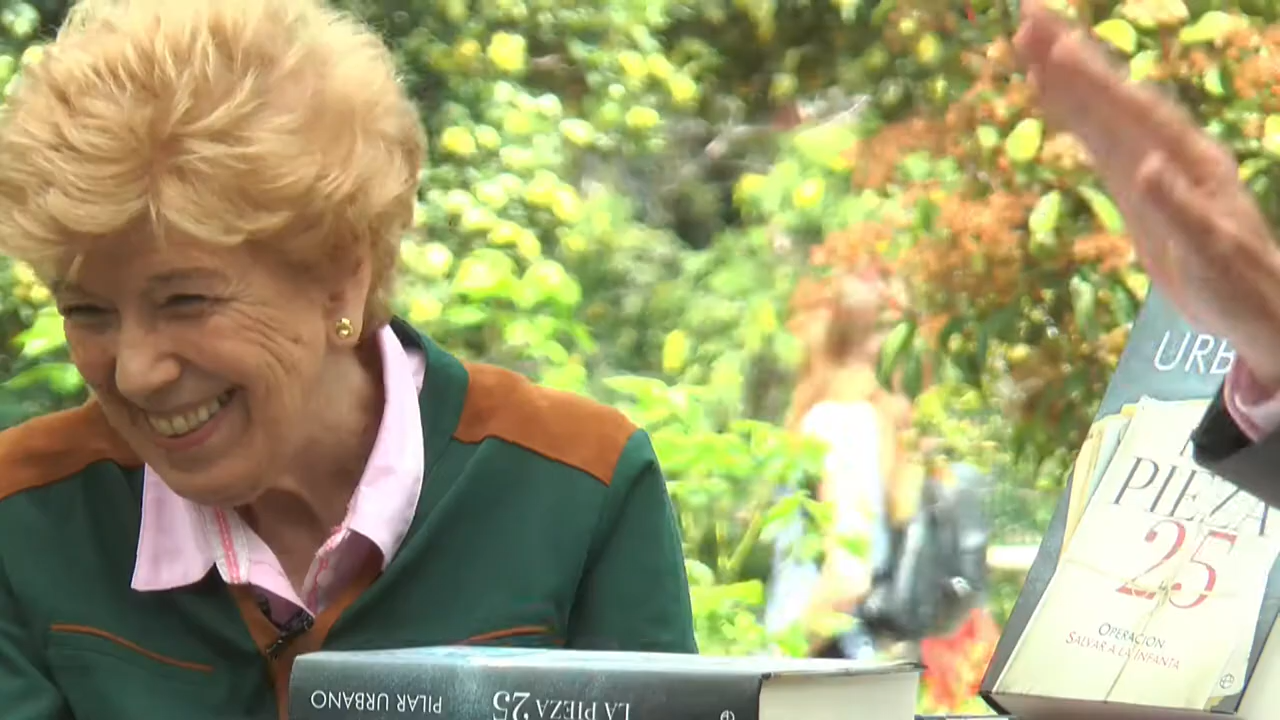 URB
PIEZA
25
OPERACIÓN
SALVAR A LA INFANTA
PILAR URBANO
LA PIEZA 25